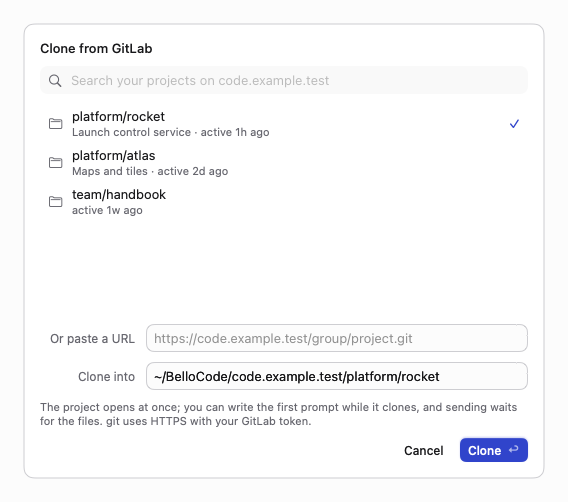 Clone from GitLab
Search your projects on code.example.test
platform/rocket
Launch control service · active 1h ago
platform/atlas
Maps and tiles · active 2d ago
team/handbook
active 1w ago
Or paste a URL https://code.example.test/group/project.git
Clone into ~/BelloCode/code.example.test/platform/rocket
The project opens at once; you can write the first prompt while it clones, and sending waits
for the files. git uses HTTPS with your GitLab token.
Cancel Clone